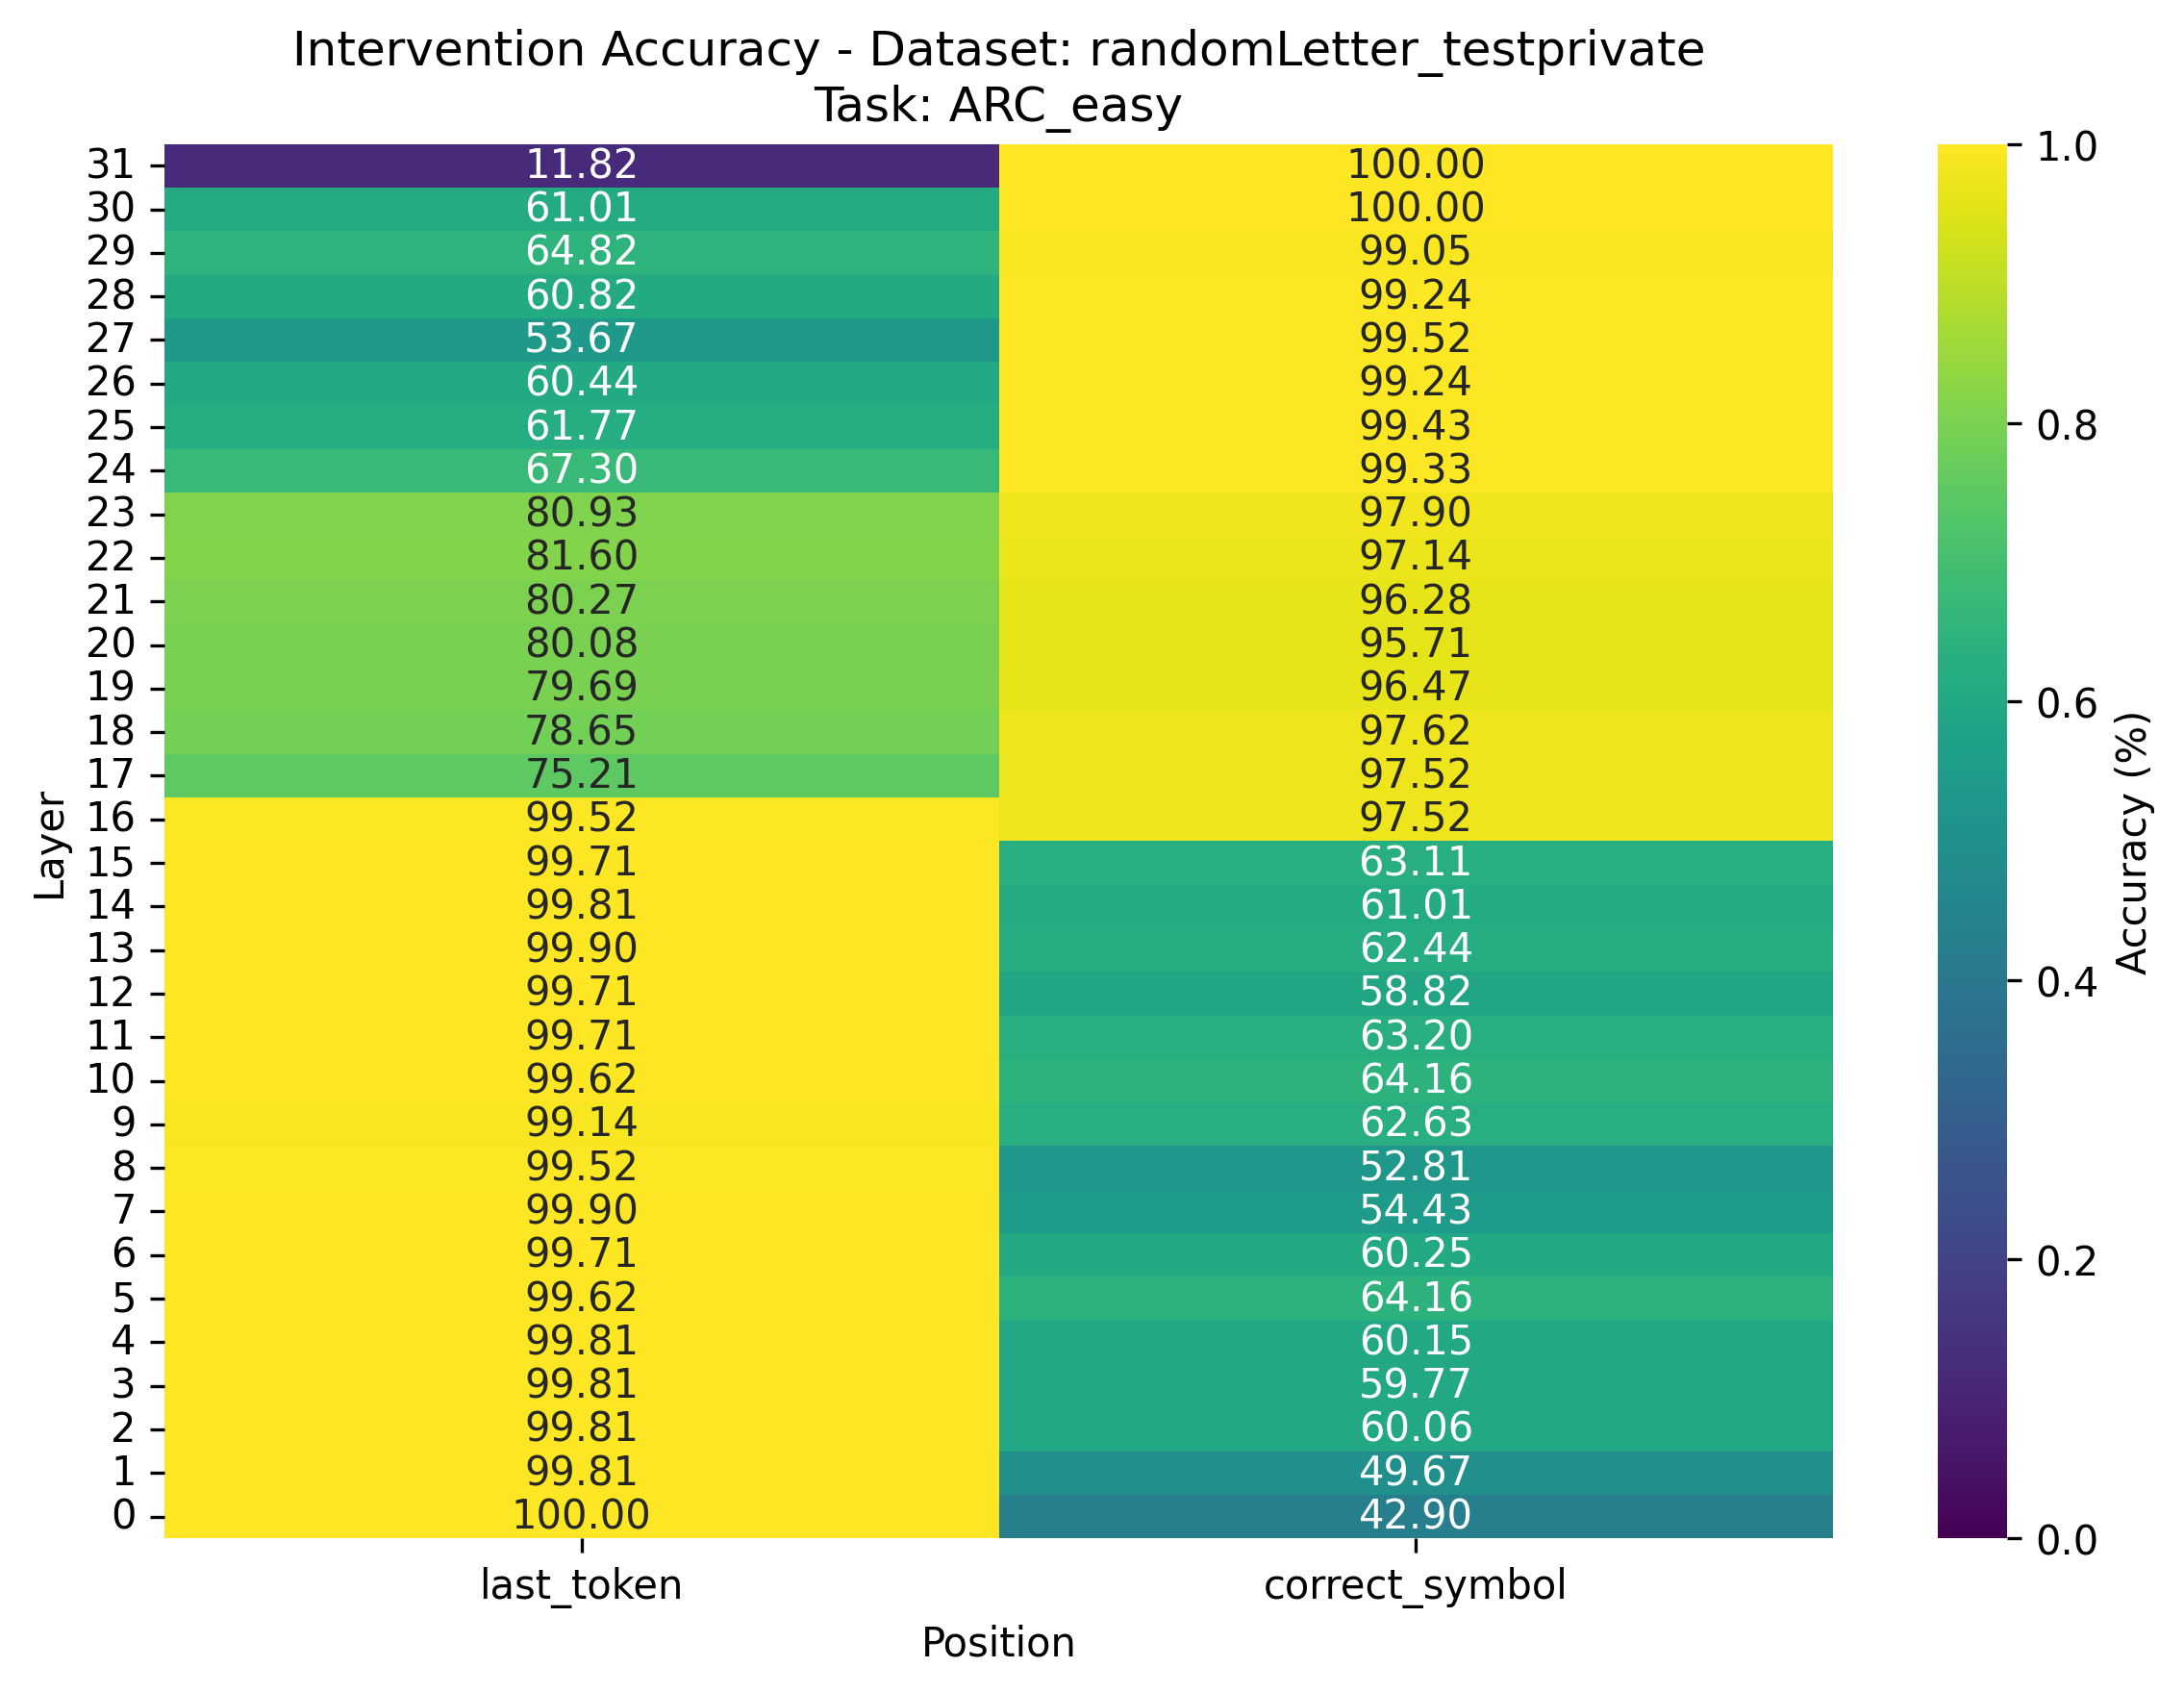 Intervention Accuracy - Dataset: randomLetter_testprivate
Task: ARC_easy
Layer
31 11.82 100.00
30 61.01 100.00
29 64.82 99.05
28 60.82 99.24
27 53.67 99.52
26 60.44 99.24
25 61.77 99.43
24 67.30 99.33
23 80.93 97.90
22 81.60 97.14
21 80.27 96.28
20 80.08 95.71
19 79.69 96.47
18 78.65 97.62
17 75.21 97.52
16 99.52 97.52
15 99.71 63.11
14 99.81 61.01
13 99.90 62.44
12 99.71 58.82
11 99.71 63.20
10 99.62 64.16
9 99.14 62.63
8 99.52 52.81
7 99.90 54.43
6 99.71 60.25
5 99.62 64.16
4 99.81 60.15
3 99.81 59.77
2 99.81 60.06
1 99.81 49.67
0 100.00 42.90
last_token correct_symbol
Position
1.0
0.8
0.6
0.4
0.2
0.0
Accuracy (%)